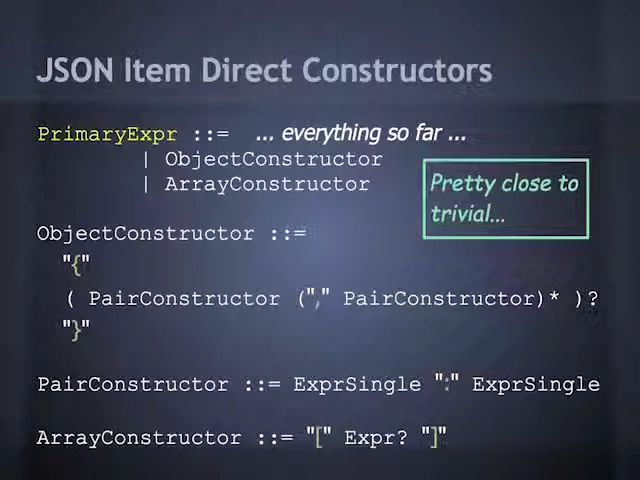 JSON Item Direct Constructors
PrimaryExpr ::= ... everything so far ...
| ObjectConstructor
| ArrayConstructor
Pretty close to
trivial...
ObjectConstructor ::=
"{"
( PairConstructor ("," PairConstructor)* )?
"}"
PairConstructor ::= ExprSingle ":" ExprSingle
ArrayConstructor ::= "[" Expr? "]"